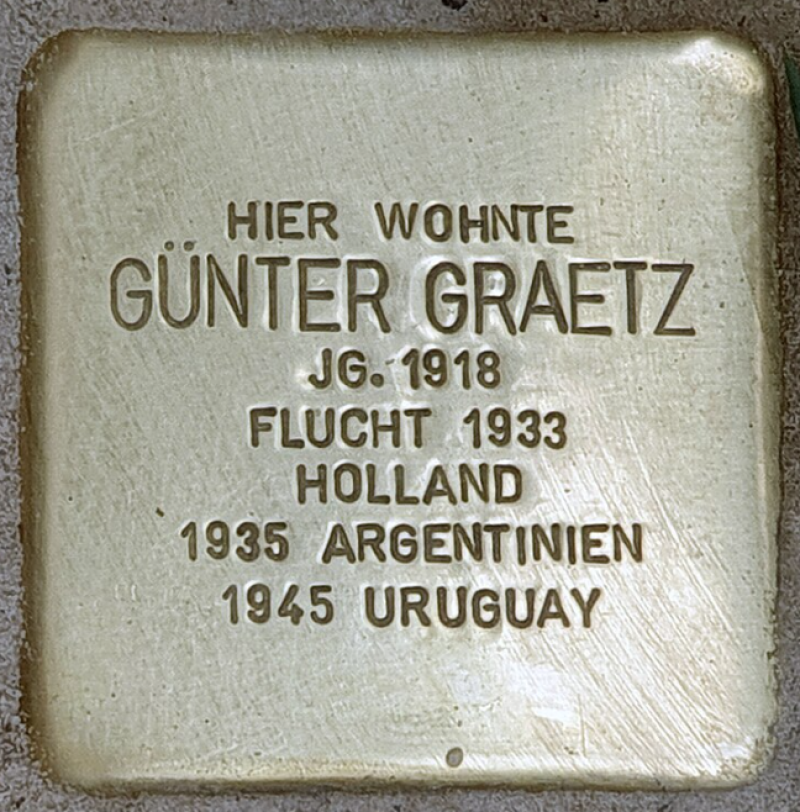 HIER WOHNTE
GÜNTER GRAETZ
JG. 1918
FLUCHT 1933
HOLLAND
1935 ARGENTINIEN
1945 URUGUAY